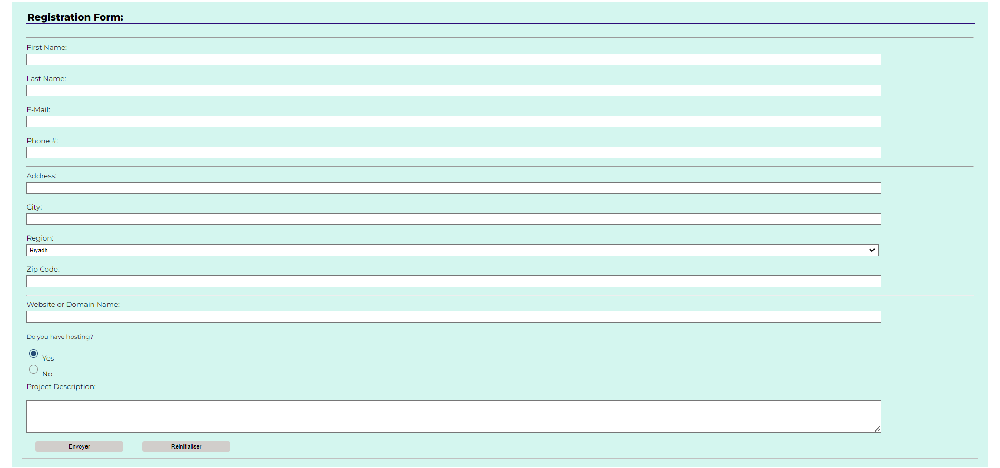 Registration Form:
First Name:
Last Name:
E-Mail:
Phone #:
Address:
City:
Region:
Riyadh
Zip Code:
Website or Domain Name:
Do you have hosting?
Yes
No
Project Description:
Envoyer Réinitialiser